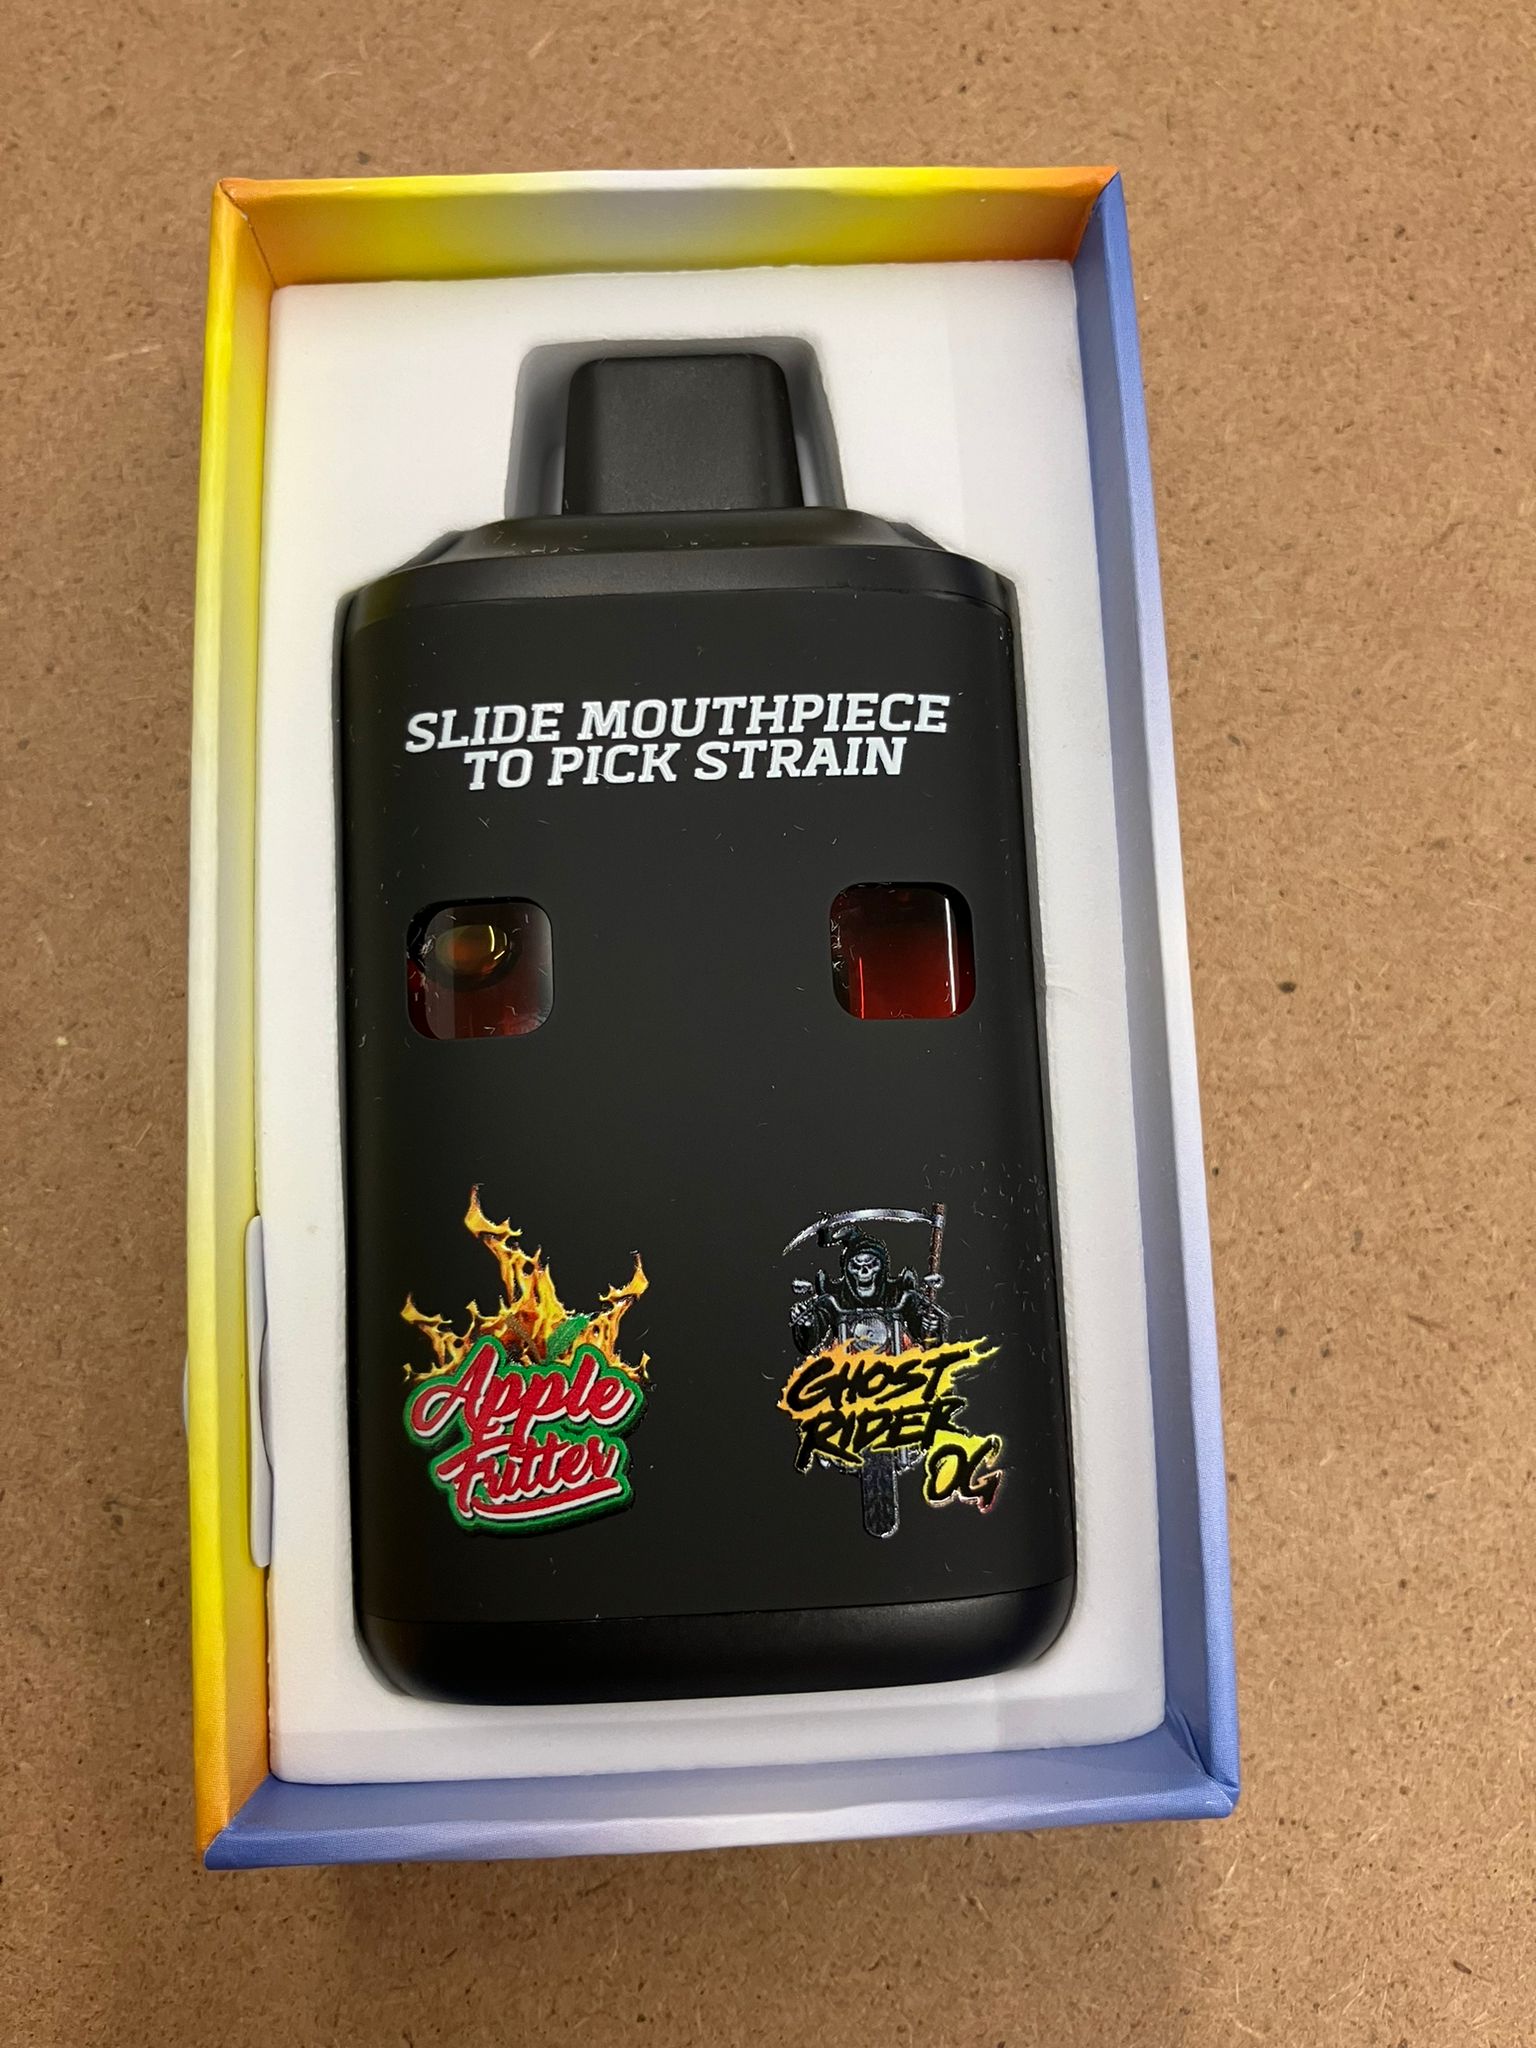 SLIDE MOUTHPIECE
TO PICK STRAIN
Apple
Fritter
GHOST
RIDER
OG